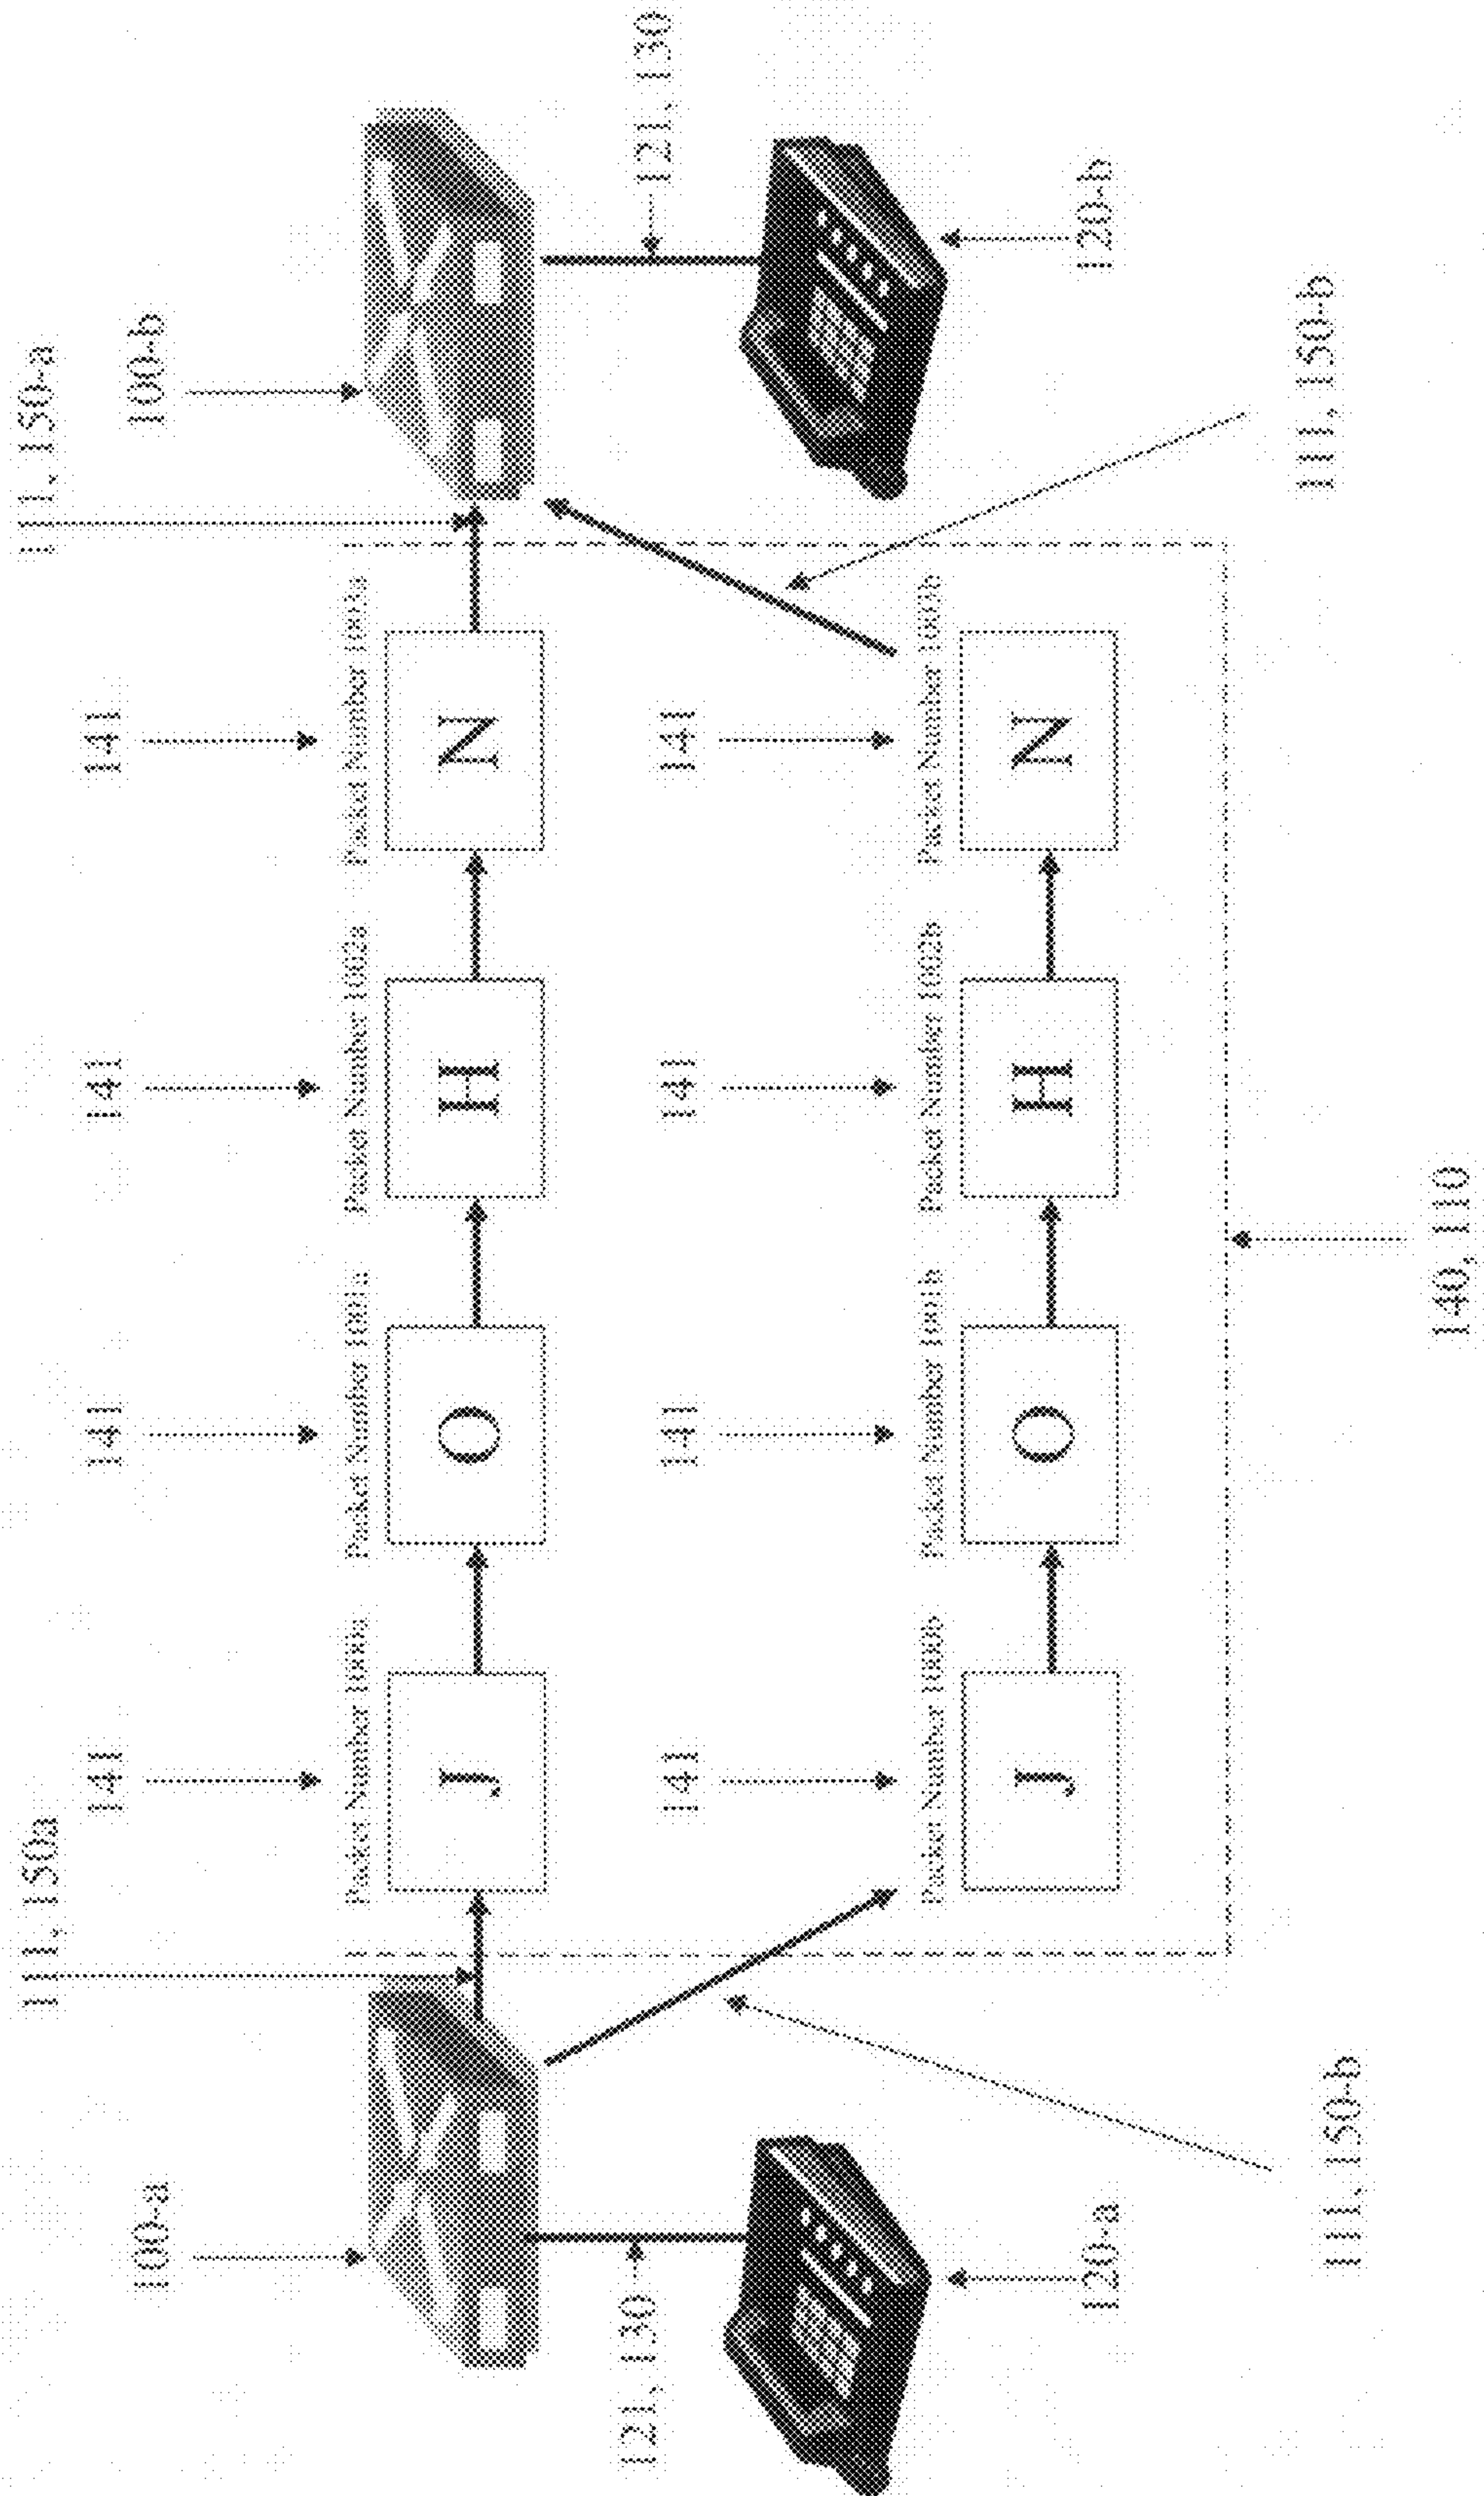 111, 150a
111, 150-a
100-a
141
141
141
141
100-b
Packet Number 1000a
Packet Number 1001a
Packet Number 1002a
Packet Number 1003a
J
O
H
N
121, 130
141
141
141
141
121, 130
Packet Number 1000b
Packet Number 1001b
Packet Number 1002b
Packet Number 1003b
J
O
H
N
120-a
120-b
111, 150-b
111, 150-b
140, 110